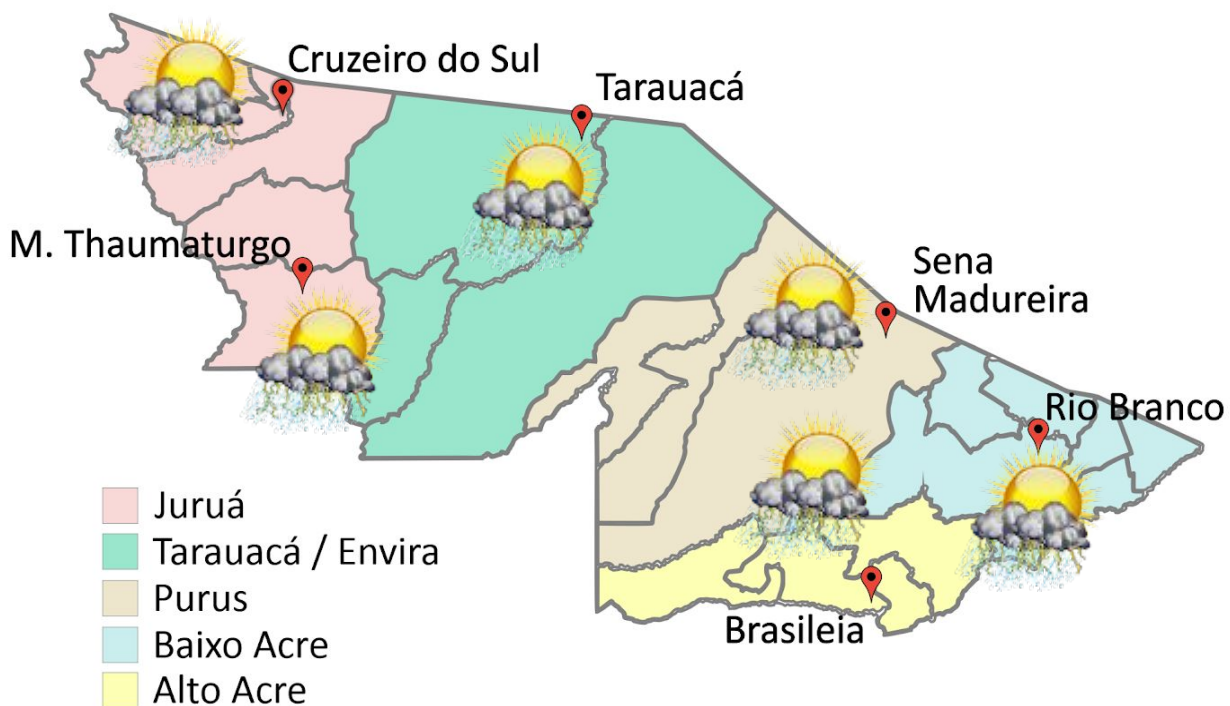 Cruzeiro do Sul
Tarauacá
M. Thaumaturgo
Sena
Madureira
Rio Branco
Brasileia
Juruá
Tarauacá / Envira
Purus
Baixo Acre
Alto Acre